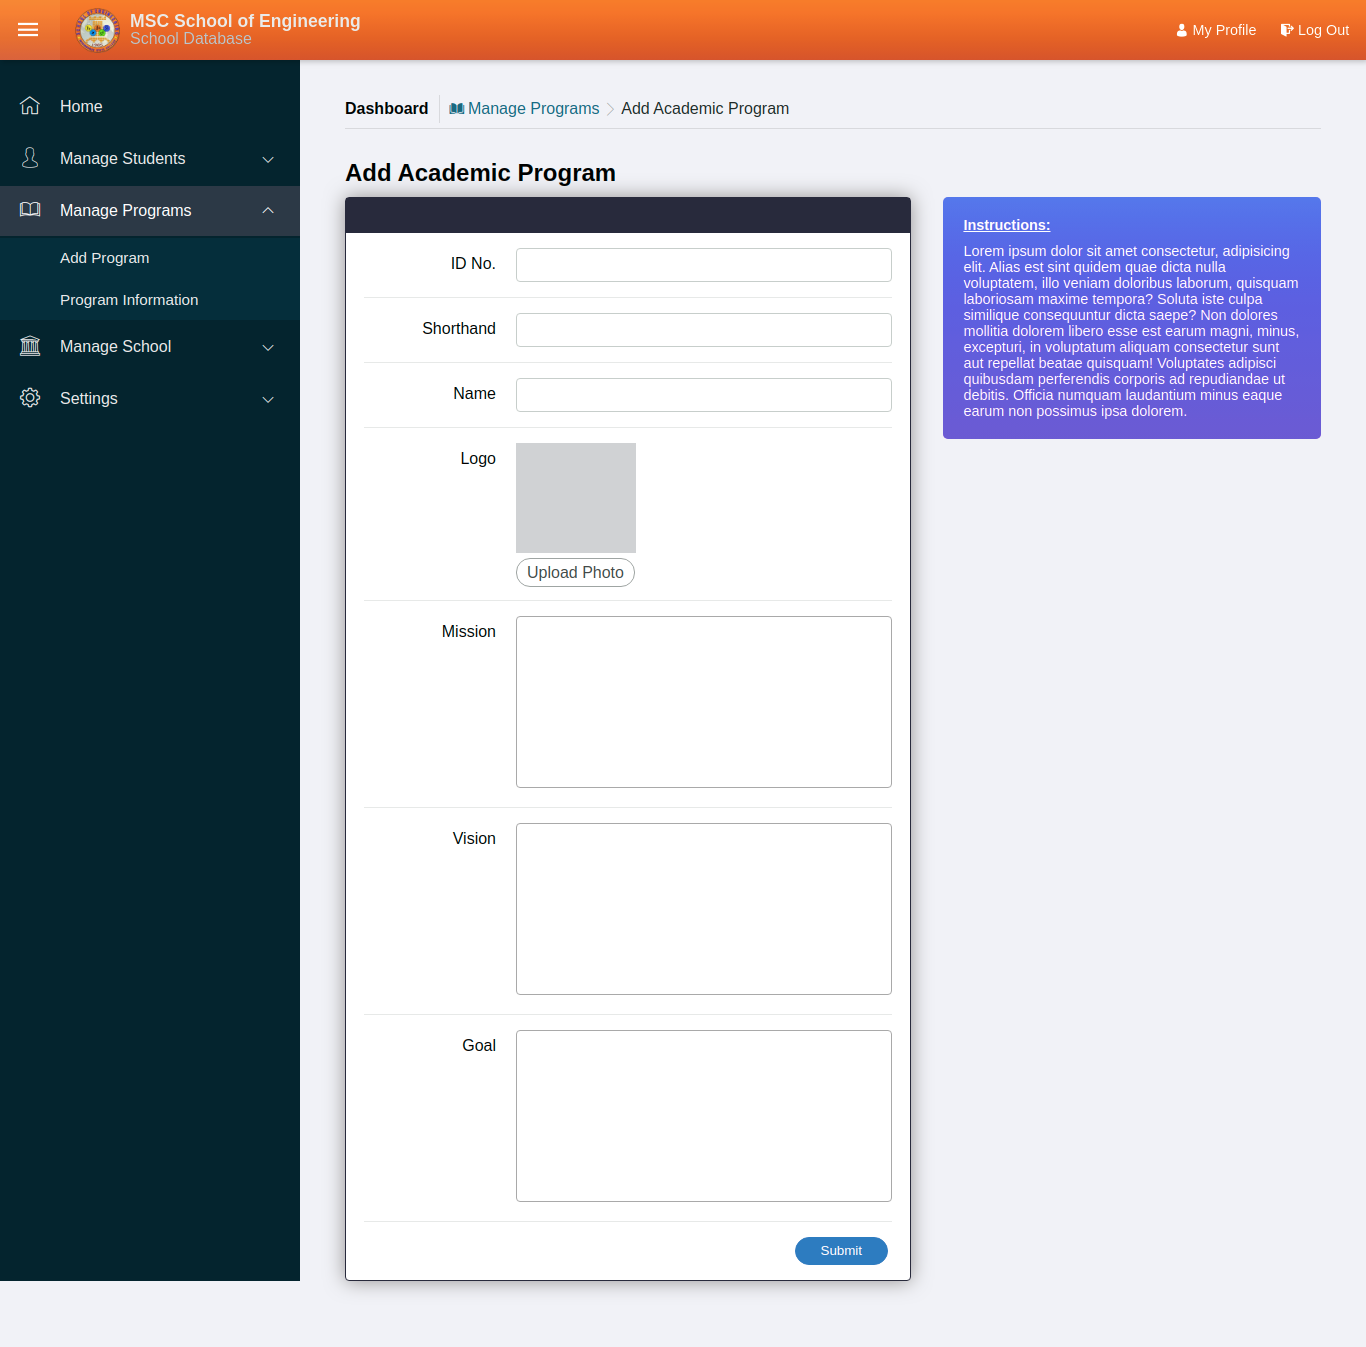 MSC School of Engineering
School Database
My Profile
Log Out
Home
Manage Students
Manage Programs
Add Program
Program Information
Manage School
Settings
Dashboard
Manage Programs
Add Academic Program
Add Academic Program
ID No.
Shorthand
Name
Logo
Upload Photo
Mission
Vision
Goal
Submit
Instructions:
Lorem ipsum dolor sit amet consectetur, adipisicing
elit. Alias est sint quidem quae dicta nulla
voluptatem, illo veniam doloribus laborum, quisquam
laboriosam maxime tempora? Soluta iste culpa
similique consequuntur dicta saepe? Non dolores
mollitia dolorem libero esse est earum magni, minus,
excepturi, in voluptatum aliquam consectetur sunt
aut repellat beatae quisquam! Voluptates adipisci
quibusdam perferendis corporis ad repudiandae ut
debitis. Officia numquam laudantium minus eaque
earum non possimus ipsa dolorem.